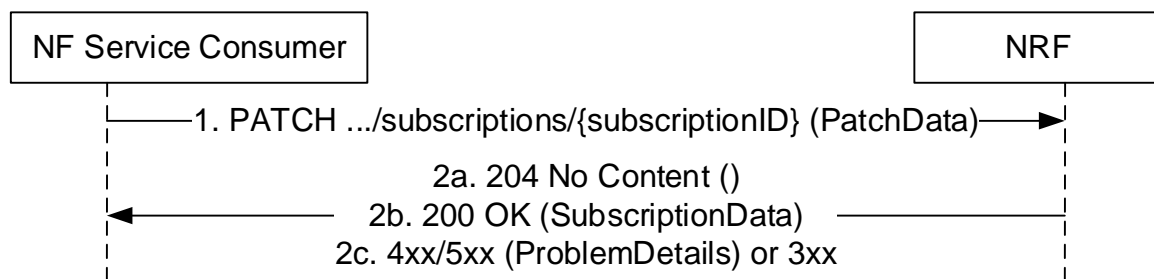 NF Service Consumer
NRF
1. PATCH .../subscriptions/{subscriptionID} (PatchData)
2a. 204 No Content ()
2b. 200 OK (SubscriptionData)
2c. 4xx/5xx (ProblemDetails) or 3xx